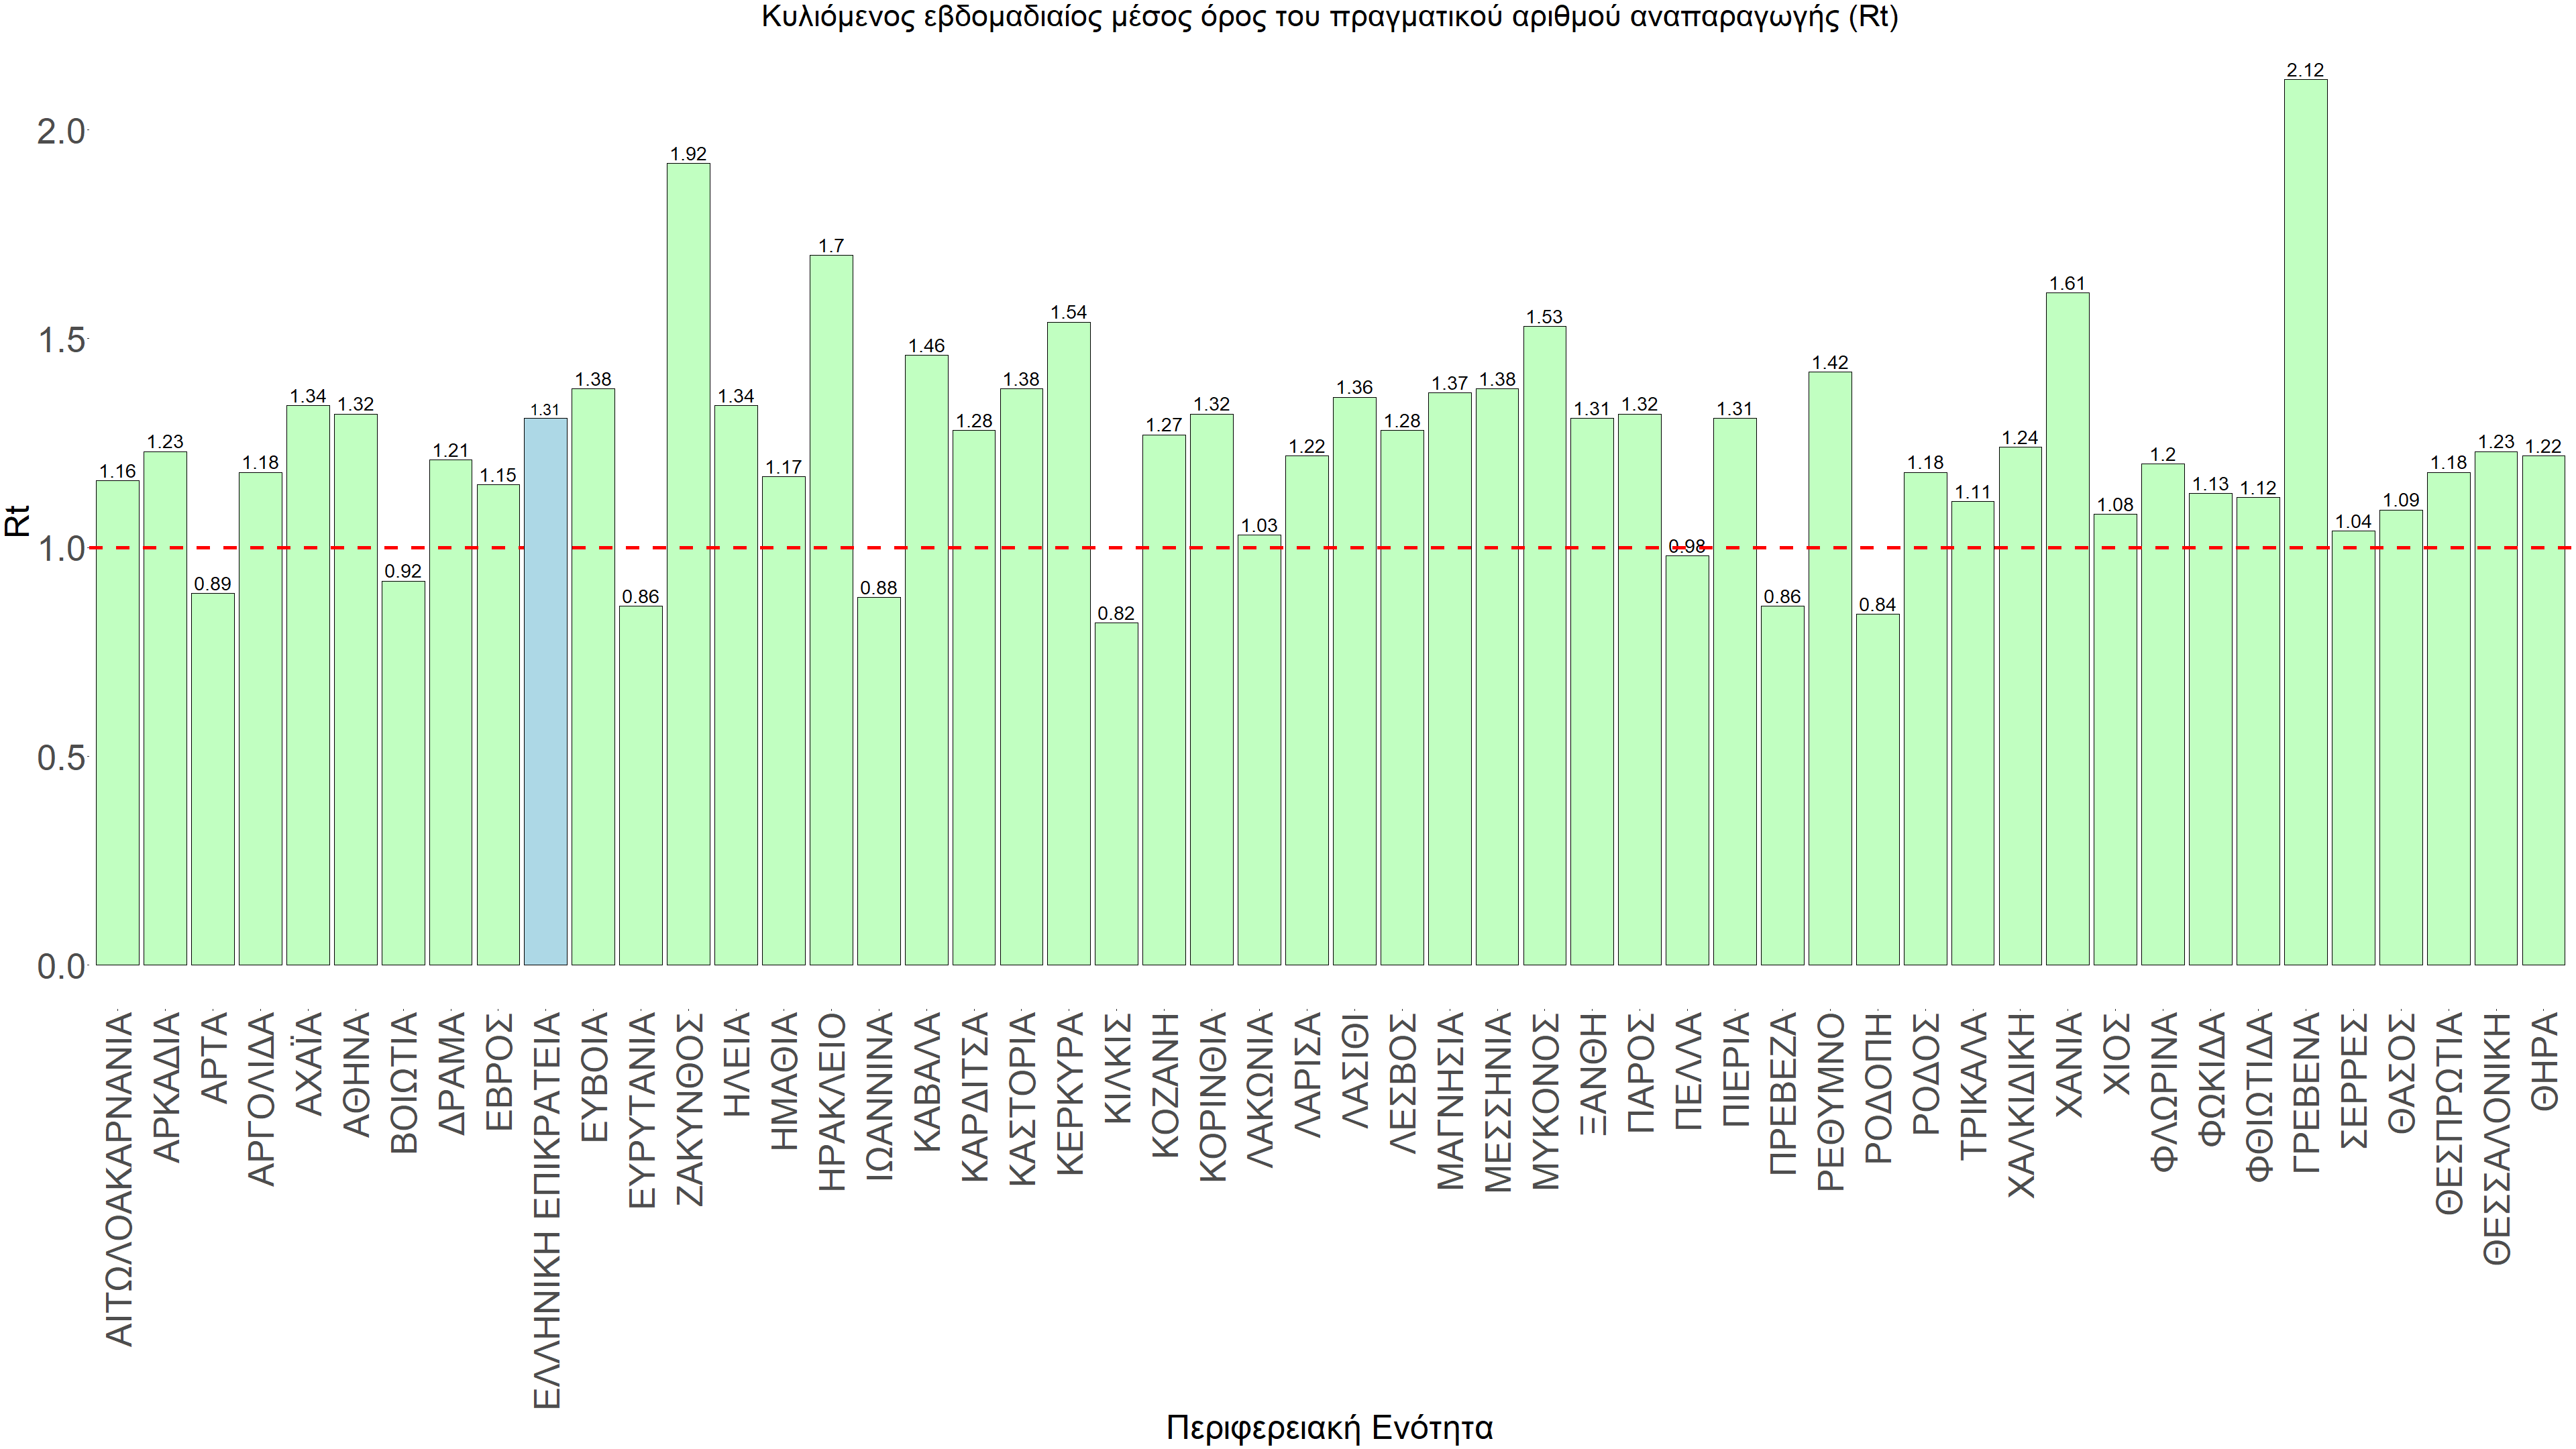 Κυλιόμενος εβδομαδιαίος μέσος όρος του πραγματικού αριθμού αναπαραγωγής (Rt)
Rt
2.0
1.5
1.0
0.5
0.0
1.16
1.23
0.89
1.18
1.34
1.32
0.92
1.21
1.15
1.31
1.38
0.86
1.92
1.34
1.17
1.7
0.88
1.46
1.28
1.38
1.54
0.82
1.27
1.32
1.03
1.22
1.36
1.28
1.37
1.38
1.53
1.31
1.32
0.98
1.31
0.86
1.42
0.84
1.18
1.11
1.24
1.61
1.08
1.2
1.13
1.12
2.12
1.04
1.09
1.18
1.23
1.22
ΑΙΤΩΛΟΑΚΑΡΝΑΝΙΑ
ΑΡΚΑΔΙΑ
ΑΡΤΑ
ΑΡΓΟΛΙΔΑ
ΑΧΑΪΑ
ΑΘΗΝΑ
ΒΟΙΩΤΙΑ
ΔΡΑΜΑ
ΕΒΡΟΣ
ΕΛΛΗΝΙΚΗ ΕΠΙΚΡΑΤΕΙΑ
ΕΥΒΟΙΑ
ΕΥΡΥΤΑΝΙΑ
ΖΑΚΥΝΘΟΣ
ΗΛΕΙΑ
ΗΜΑΘΙΑ
ΗΡΑΚΛΕΙΟ
ΙΩΑΝΝΙΝΑ
ΚΑΒΑΛΑ
ΚΑΡΔΙΤΣΑ
ΚΑΣΤΟΡΙΑ
ΚΕΡΚΥΡΑ
ΚΙΛΚΙΣ
ΚΟΖΑΝΗ
ΚΟΡΙΝΘΙΑ
ΛΑΚΩΝΙΑ
ΛΑΡΙΣΑ
ΛΑΣΙΘΙ
ΛΕΣΒΟΣ
ΜΑΓΝΗΣΙΑ
ΜΕΣΣΗΝΙΑ
ΜΥΚΟΝΟΣ
ΞΑΝΘΗ
ΠΑΡΟΣ
ΠΕΛΛΑ
ΠΙΕΡΙΑ
ΠΡΕΒΕΖΑ
ΡΕΘΥΜΝΟ
ΡΟΔΟΠΗ
ΡΟΔΟΣ
ΤΡΙΚΑΛΑ
ΧΑΛΚΙΔΙΚΗ
ΧΑΝΙΑ
ΧΙΟΣ
ΦΛΩΡΙΝΑ
ΦΩΚΙΔΑ
ΦΘΙΩΤΙΔΑ
ΓΡΕΒΕΝΑ
ΣΕΡΡΕΣ
ΘΑΣΟΣ
ΘΕΣΠΡΩΤΙΑ
ΘΕΣΣΑΛΟΝΙΚΗ
ΘΗΡΑ
Περιφερειακή Ενότητα